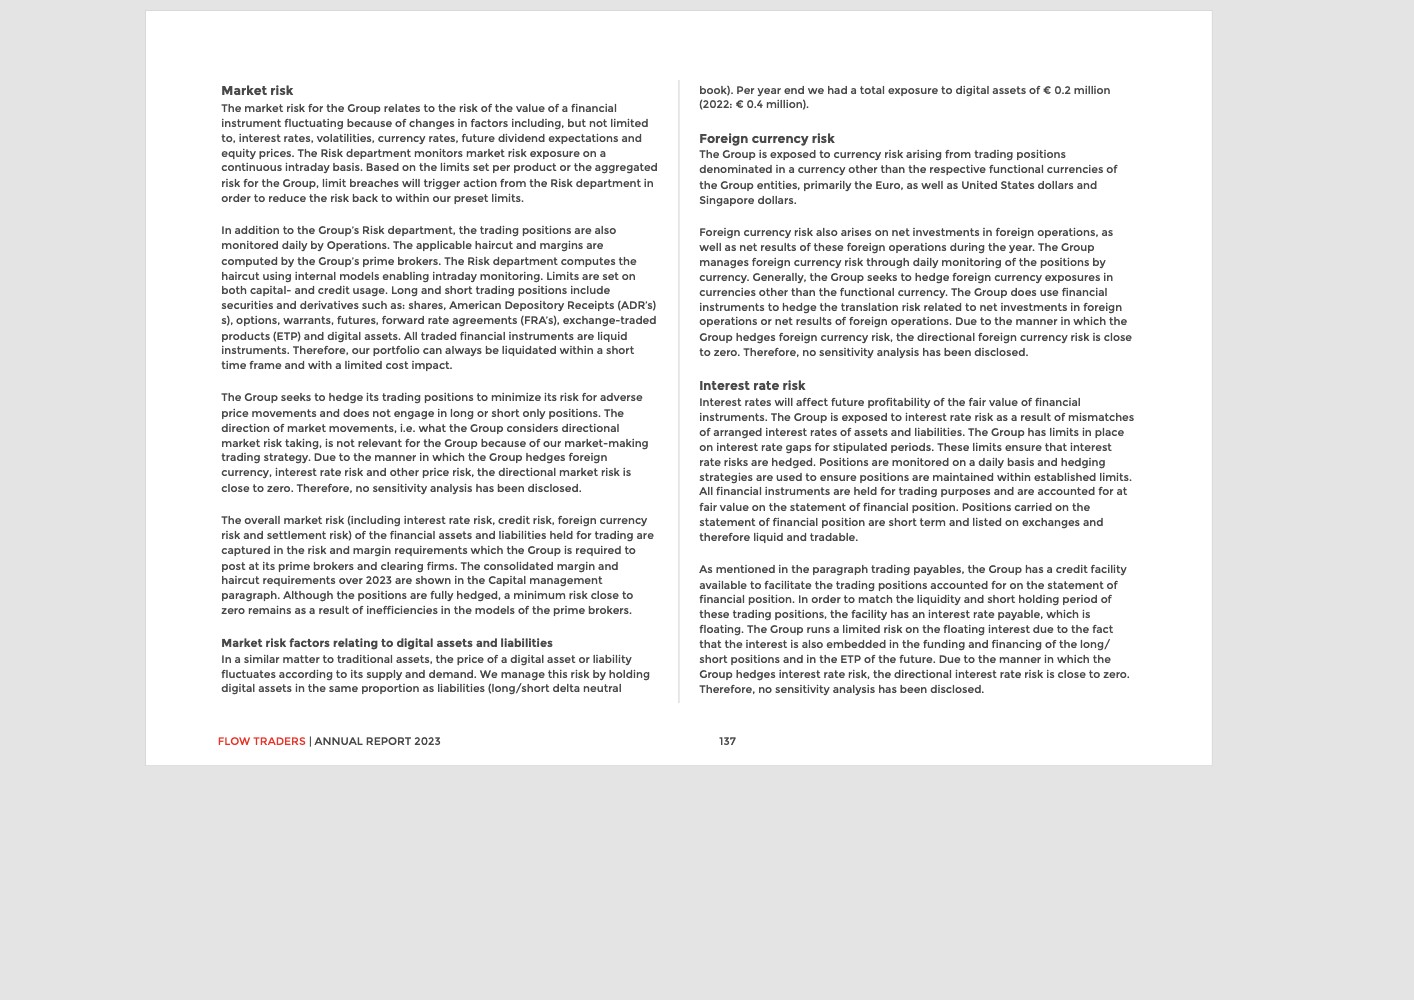 Market risk
The market risk for the Group relates to the risk of the value of a financial
instrument fluctuating because of changes in factors including, but not limited
to, interest rates, volatilities, currency rates, future dividend expectations and
equity prices. The Risk department monitors market risk exposure on a
continuous intraday basis. Based on the limits set per product or the aggregated
risk for the Group, limit breaches will trigger action from the Risk department in
order to reduce the risk back to within our preset limits.
In addition to the Group's Risk department, the trading positions are also
monitored daily by Operations. The applicable haircut and margins are
computed by the Group's prime brokers. The Risk department computes the
haircut using internal models enabling intraday monitoring. Limits are set on
both capital- and credit usage. Long and short trading positions include
securities and derivatives such as: shares, American Depository Receipts (ADR's)
s), options, warrants, futures, forward rate agreements (FRA's), exchange-traded
products (ETP) and digital assets. All traded financial instruments are liquid
instruments. Therefore, our portfolio can always be liquidated within a short
time frame and with a limited cost impact.
The Group seeks to hedge its trading positions to minimize its risk for adverse
price movements and does not engage in long or short only positions. The
direction of market movements, i.e. what the Group considers directional
market risk taking, is not relevant for the Group because of our market-making
trading strategy. Due to the manner in which the Group hedges foreign
currency, interest rate risk and other price risk, the directional market risk is
close to zero. Therefore, no sensitivity analysis has been disclosed.
The overall market risk (including interest rate risk, credit risk, foreign currency
risk and settlement risk) of the financial assets and liabilities held for trading are
captured in the risk and margin requirements which the Group is required to
post at its prime brokers and clearing firms. The consolidated margin and
haircut requirements over 2023 are shown in the Capital management
paragraph. Although the positions are fully hedged, a minimum risk close to
zero remains as a result of inefficiencies in the models of the prime brokers.
Market risk factors relating to digital assets and liabilities
In a similar matter to traditional assets, the price of a digital asset or liability
fluctuates according to its supply and demand. We manage this risk by holding
digital assets in the same proportion as liabilities (long/short delta neutral
book). Per year end we had a total exposure to digital assets of € 0.2 million
(2022: € 0.4 million).
Foreign currency risk
The Group is exposed to currency risk arising from trading positions
denominated in a currency other than the respective functional currencies of
the Group entities, primarily the Euro, as well as United States dollars and
Singapore dollars.
Foreign currency risk also arises on net investments in foreign operations, as
well as net results of these foreign operations during the year. The Group
manages foreign currency risk through daily monitoring of the positions by
currency. Generally, the Group seeks to hedge foreign currency exposures in
currencies other than the functional currency. The Group does use financial
instruments to hedge the translation risk related to net investments in foreign
operations or net results of foreign operations. Due to the manner in which the
Group hedges foreign currency risk, the directional foreign currency risk is close
to zero. Therefore, no sensitivity analysis has been disclosed.
Interest rate risk
Interest rates will affect future profitability of the fair value of financial
instruments. The Group is exposed to interest rate risk as a result of mismatches
of arranged interest rates of assets and liabilities. The Group has limits in place
on interest rate gaps for stipulated periods. These limits ensure that interest
rate risks are hedged. Positions are monitored on a daily basis and hedging
strategies are used to ensure positions are maintained within established limits.
All financial instruments are held for trading purposes and are accounted for at
fair value on the statement of financial position. Positions carried on the
statement of financial position are short term and listed on exchanges and
therefore liquid and tradable.
As mentioned in the paragraph trading payables, the Group has a credit facility
available to facilitate the trading positions accounted for on the statement of
financial position. In order to match the liquidity and short holding period of
these trading positions, the facility has an interest rate payable, which is
floating. The Group runs a limited risk on the floating interest due to the fact
that the interest is also embedded in the funding and financing of the long/
short positions and in the ETP of the future. Due to the manner in which the
Group hedges interest rate risk, the directional interest rate risk is close to zero.
Therefore, no sensitivity analysis has been disclosed.
FLOW TRADERS | ANNUAL REPORT 2023
137